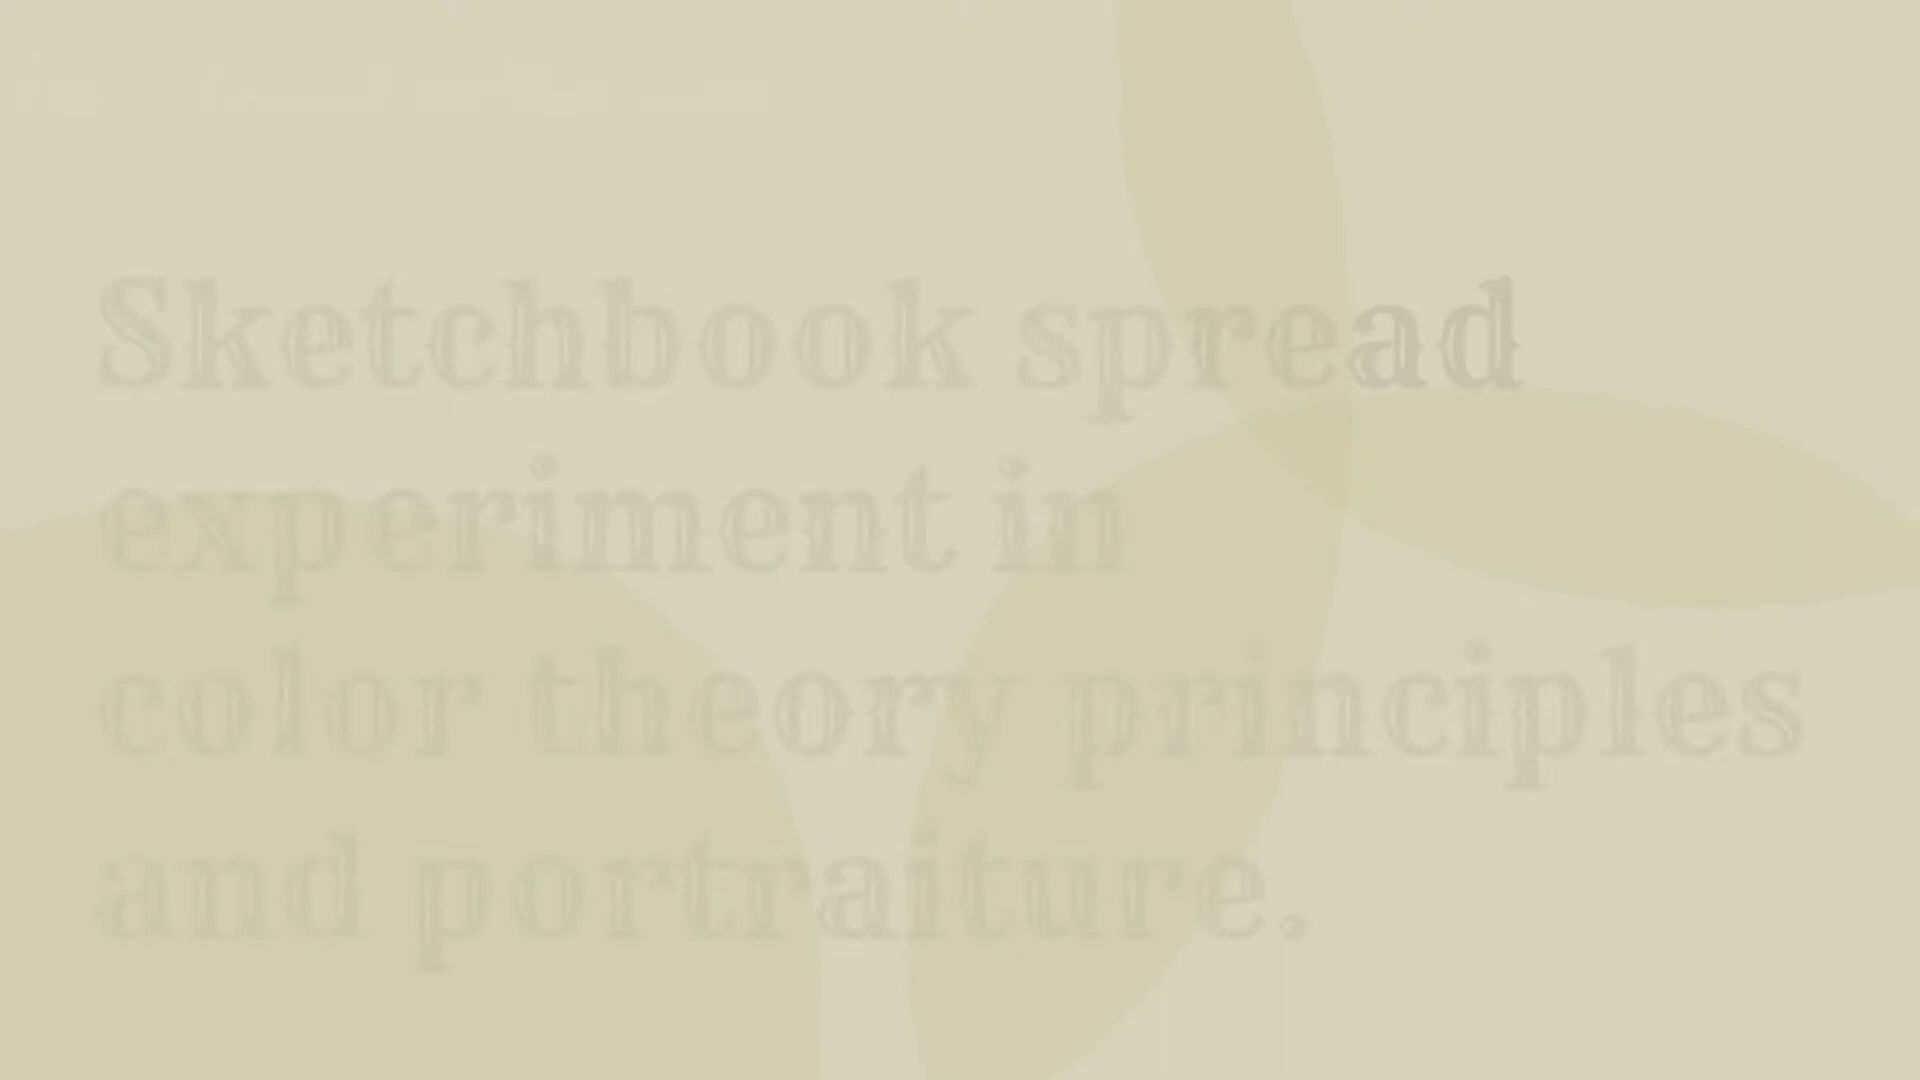 Sketchbook spread
experiment in
color theory principles
and portraiture.